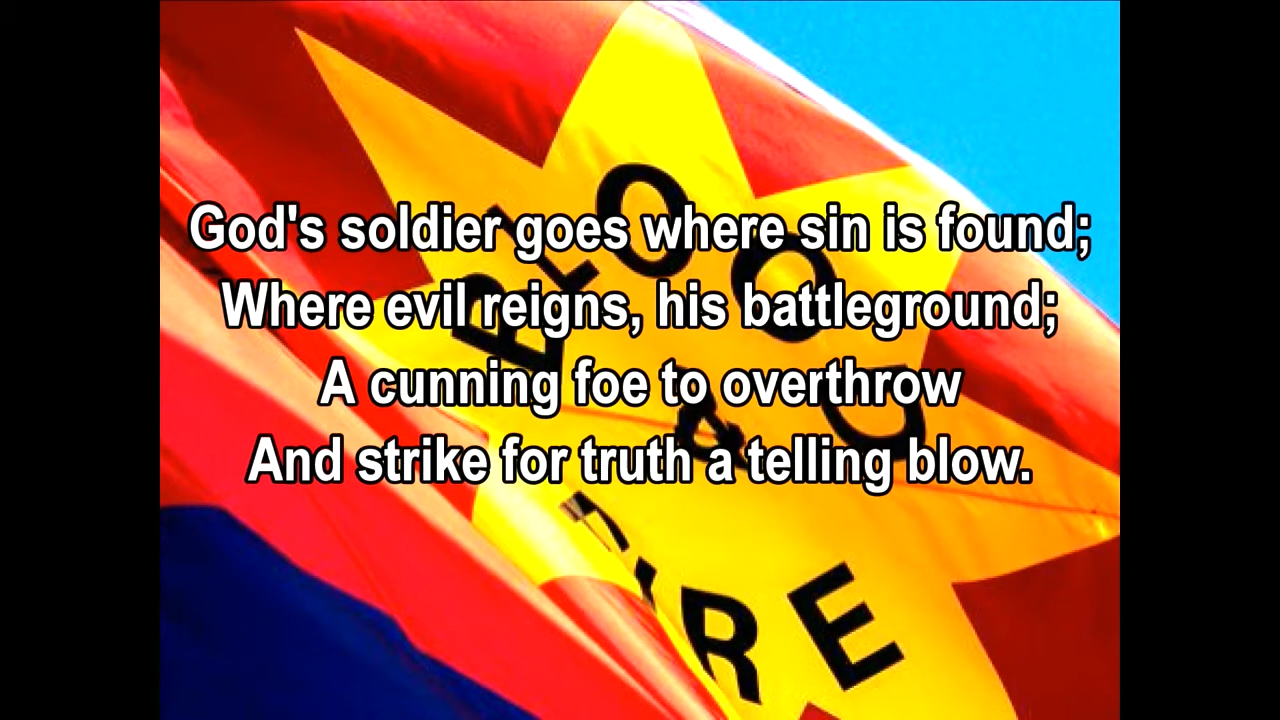 God's soldier goes where sin is found;
Where evil reigns, his battleground;
A cunning foe to overthrow
And strike for truth a telling blow.
BLOO
&